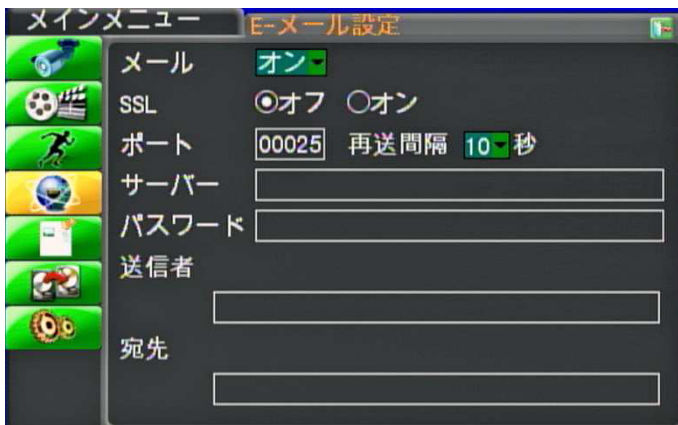 メインメニュー
E-メール設定
メール オン
SSL オフ オン
ポート 00025 再送間隔 10 秒
サーバー
パスワード
送信者
宛先